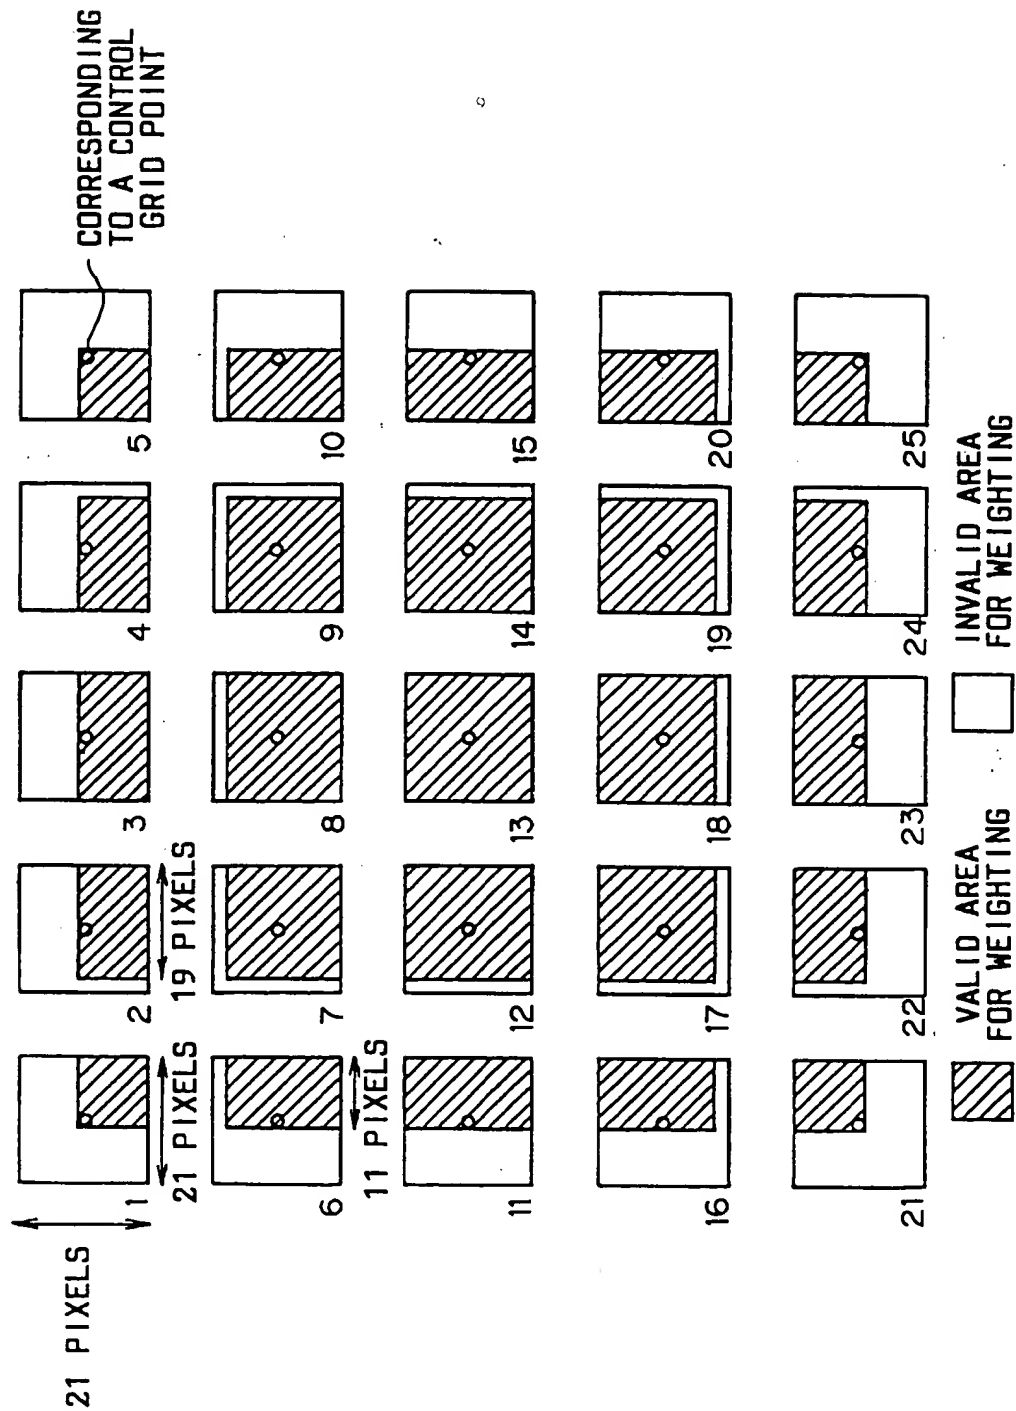 CORRESPONDING
TO A CONTROL
GRID POINT
21 PIXELS
1
2
3
4
5
21 PIXELS
19 PIXELS
6
7
8
9
10
11 PIXELS
11
12
13
14
15
16
17
18
19
20
21
22
23
24
25
VALID AREA
FOR WEIGHTING
INVALID AREA
FOR WEIGHTING